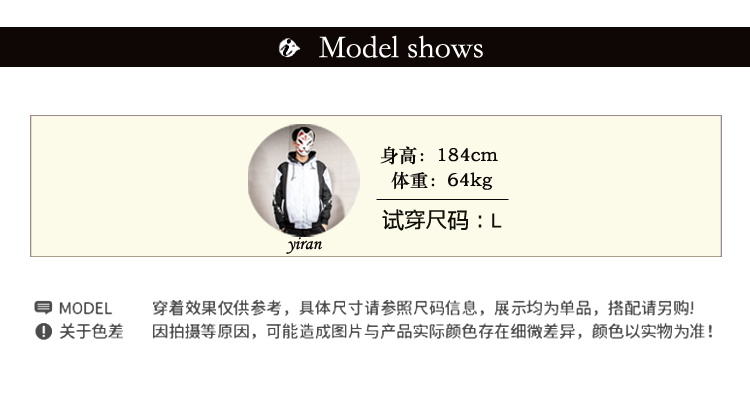 Model shows
身高：184cm
体重：64kg
试穿尺码：L
yiran
MODEL 穿着效果仅供参考，具体尺寸请参照尺码信息，展示均为单品，搭配请另购!
关于色差 因拍摄等原因，可能造成图片与产品实际颜色存在细微差异，颜色以实物为准！